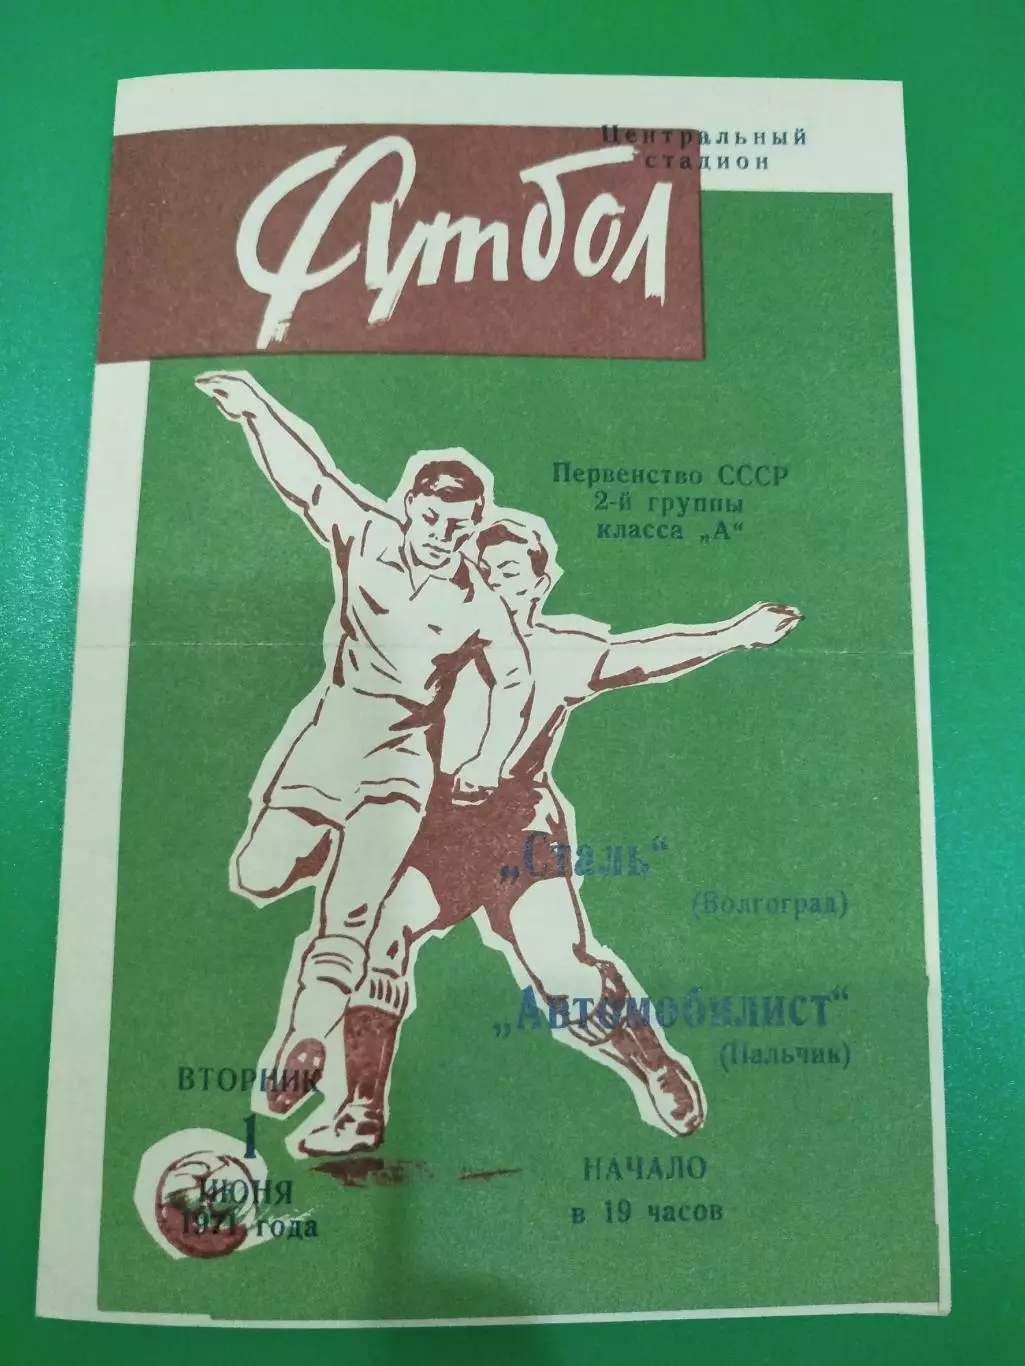 Центральный
стадион
Футбол
Первенство СССР
2-й группы
класса „А“
„Сталь“
(Волгоград)
„Автомобилист“
(Нальчик)
ВТОРНИК
1
ИЮНЯ
1971 года
НАЧАЛО
в 19 часов